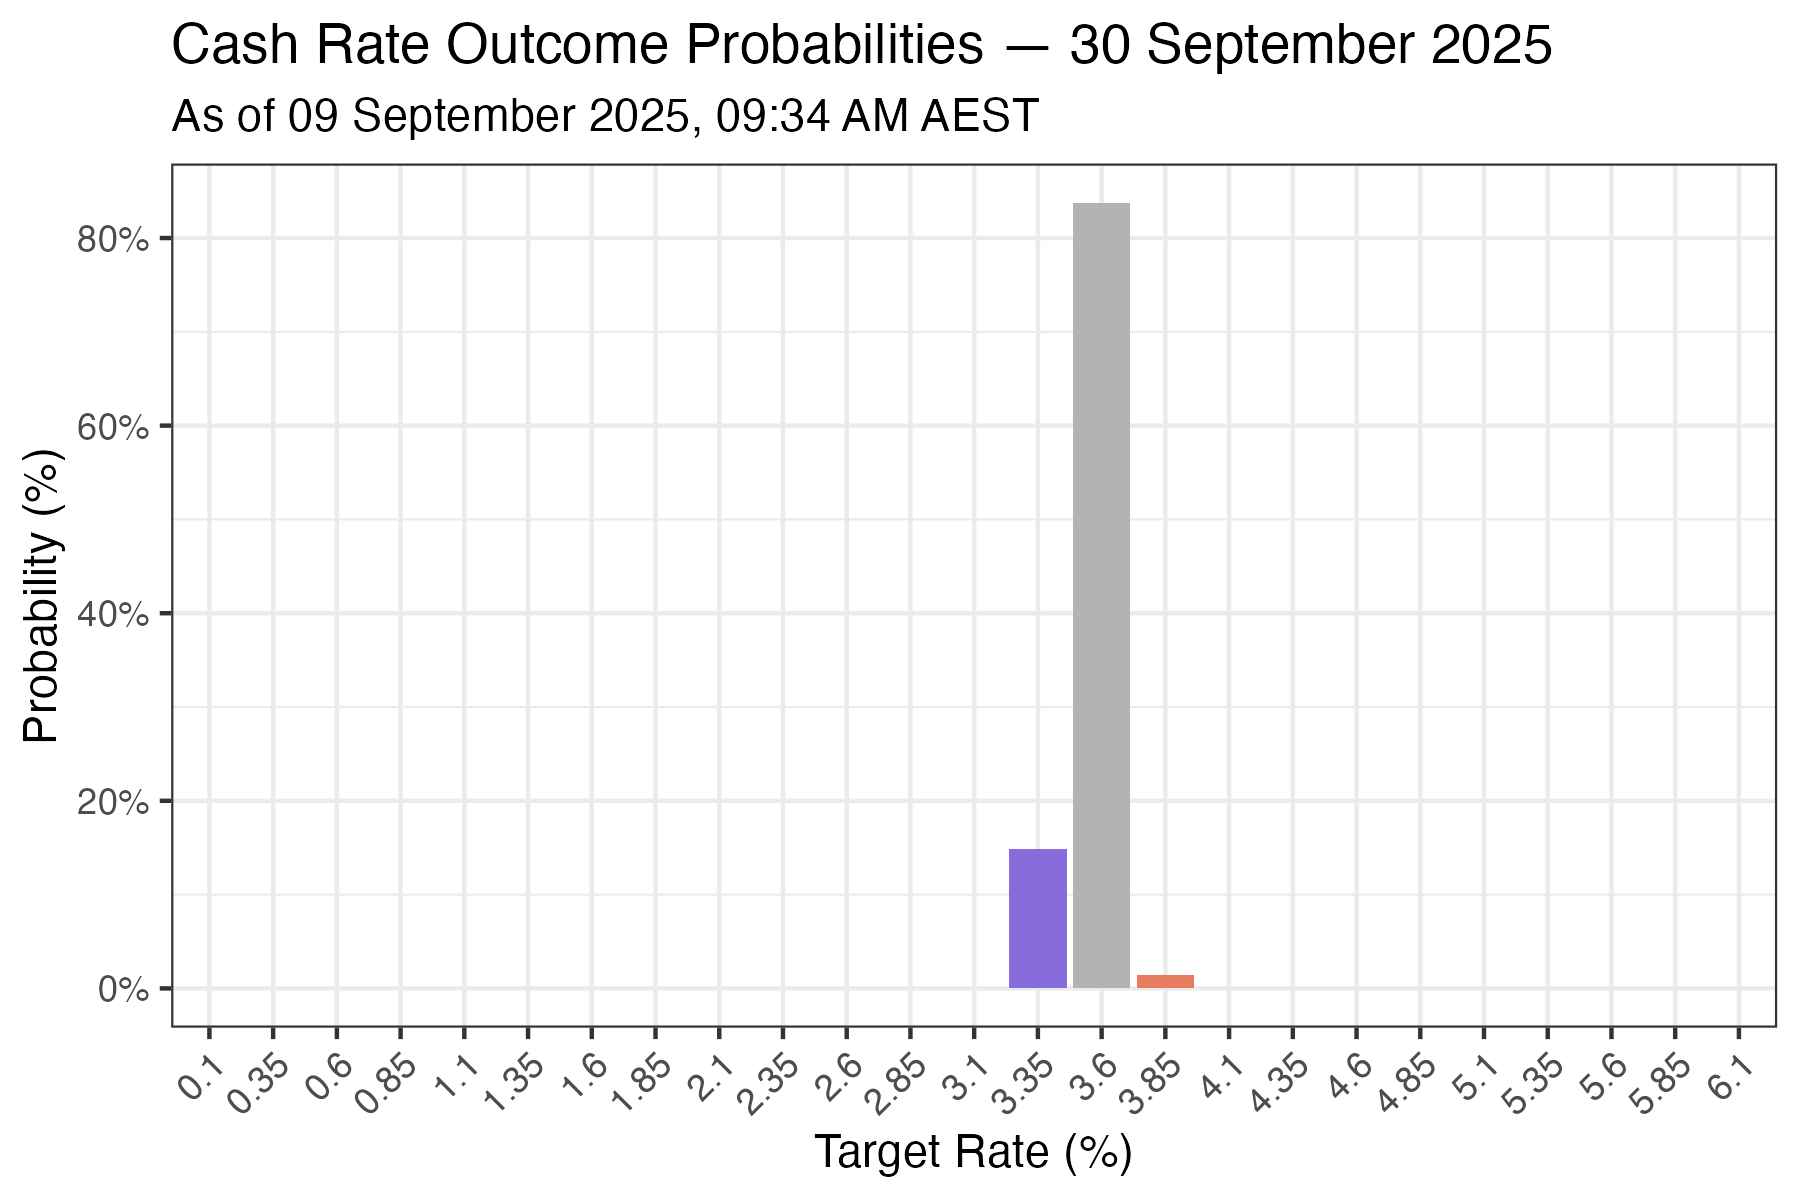 Cash Rate Outcome Probabilities — 30 September 2025
As of 09 September 2025, 09:34 AM AEST
Probability (%)
80%
60%
40%
20%
0%
0.1 0.35 0.6 0.85 1.1 1.35 1.6 1.85 2.1 2.35 2.6 2.85 3.1 3.35 3.6 3.85 4.1 4.35 4.6 4.85 5.1 5.35 5.6 5.85 6.1
Target Rate (%)